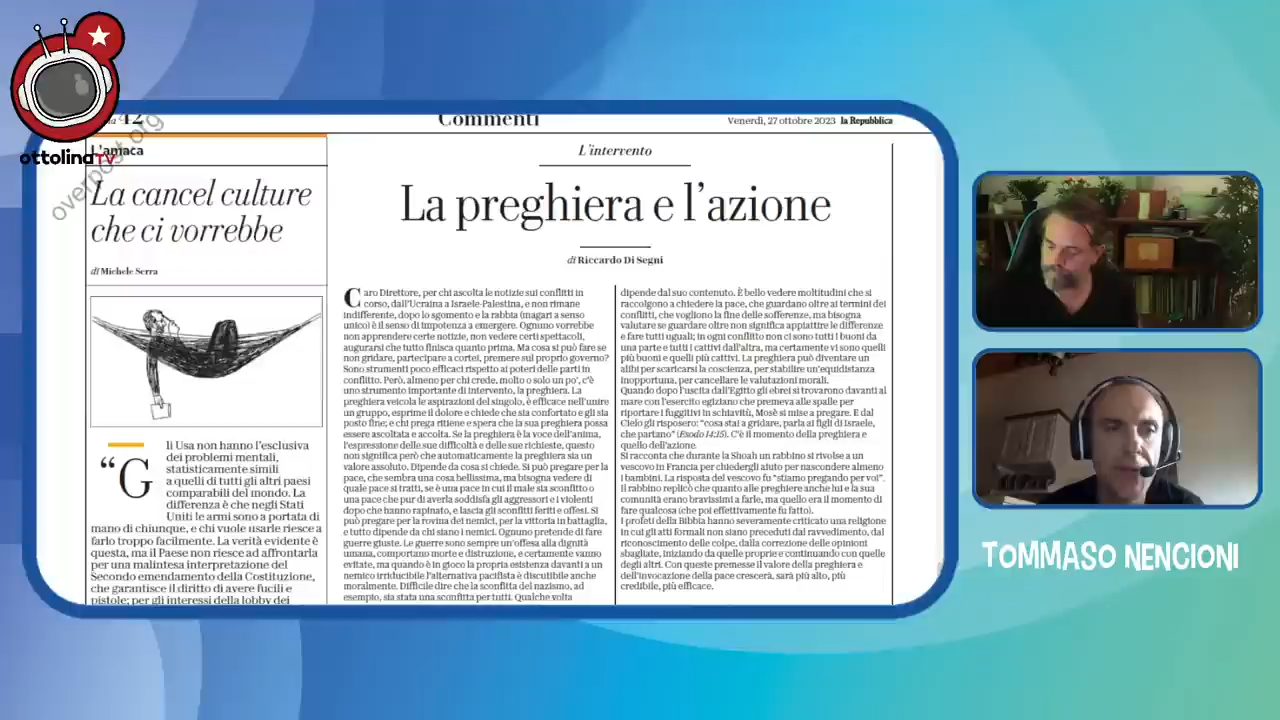 ottolinaTV
overpost.org
42
Commenti
Venerdì, 27 ottobre 2023 la Repubblica
L'amaca
La cancel culture
che ci vorrebbe
di Michele Serra
“G
li Usa non hanno l'esclusiva
dei problemi mentali,
statisticamente simili
a quelli di tutti gli altri paesi
comparabili del mondo. La
differenza è che negli Stati
Uniti le armi sono a portata di
mano di chiunque, e chi vuole usarle riesce a
farlo troppo facilmente. La verità evidente è
questa, ma il Paese non riesce ad affrontarla
per una malintesa interpretazione del
Secondo emendamento della Costituzione,
che garantisce il diritto di avere fucili e
pistole; per gli interessi della lobby dei
L'intervento
La preghiera e l'azione
di Riccardo Di Segni
Caro Direttore, per chi ascolta le notizie sui conflitti in
corso, dall'Ucraina a Israele-Palestina, e non rimane
indifferente, dopo lo sgomento e la rabbia (magari a senso
unico) è il senso di impotenza a emergere. Ognuno vorrebbe
non apprendere certe notizie, non vedere certi spettacoli,
augurarsi che tutto finisca quanto prima. Ma cosa si può fare se
non gridare, partecipare a cortei, premere sul proprio governo?
Sono strumenti poco efficaci rispetto ai poteri delle parti in
conflitto. Però, almeno per chi crede, molto o solo un po', c'è
uno strumento importante di intervento, la preghiera. La
preghiera veicola le aspirazioni del singolo, è efficace nell'unire
un gruppo, esprime il dolore e chiede che sia confortato e gli sia
posto fine; e chi prega ritiene e spera che la sua preghiera possa
essere ascoltata e accolta. Se la preghiera è la voce dell'anima,
l'espressione delle sue difficoltà e delle sue richieste, questo
non significa però che automaticamente la preghiera sia un
valore assoluto. Dipende da cosa si chiede. Si può pregare per la
pace, che sembra una cosa bellissima, ma bisogna vedere di
quale pace si tratti, se è una pace in cui il male sia sconfitto o
una pace che pur di averla soddisfa gli aggressori e i violenti
dopo che hanno rapinato, e lascia gli sconfitti feriti e offesi. Si
può pregare per la rovina dei nemici, per la vittoria in battaglia,
e tutto dipende da chi siano i nemici. Ognuno pretende di fare
guerre giuste. Le guerre sono sempre un'offesa alla dignità
umana, comportano morte e distruzione, e certamente vanno
evitate, ma quando è in gioco la propria esistenza davanti a un
nemico irriducibile l'alternativa pacifista è discutibile anche
moralmente. Difficile dire che la sconfitta del nazismo, ad
esempio, sia stata una sconfitta per tutti. Qualche volta
dipende dal suo contenuto. È bello vedere moltitudini che si
raccolgono a chiedere la pace, che guardano oltre ai termini dei
conflitti, che vogliono la fine delle sofferenze, ma bisogna
valutare se guardare oltre non significa appiattire le differenze
e fare tutti uguali; in ogni conflitto non ci sono tutti i buoni da
una parte e tutti i cattivi dall'altra, ma certamente vi sono quelli
più buoni e quelli più cattivi. La preghiera può diventare un
alibi per scaricarsi la coscienza, per stabilire un'equidistanza
inopportuna, per cancellare le valutazioni morali.
Quando dopo l'uscita dall'Egitto gli ebrei si trovarono davanti al
mare con l'esercito egiziano che premeva alle spalle per
riportare i fuggitivi in schiavitù, Mosè si mise a pregare. E dal
Cielo gli risposero: “cosa stai a gridare, parla ai figli di Israele,
che partano” (Esodo 14:15). C'è il momento della preghiera e
quello dell'azione.
Si racconta che durante la Shoah un rabbino si rivolse a un
vescovo in Francia per chiedergli aiuto per nascondere almeno
i bambini. La risposta del vescovo fu “stiamo pregando per voi”.
Il rabbino replicò che quanto alle preghiere anche lui e la sua
comunità erano bravissimi a farle, ma quello era il momento di
fare qualcosa (che poi effettivamente fu fatto).
I profeti della Bibbia hanno severamente criticato una religione
in cui gli atti formali non siano preceduti dal ravvedimento, dal
riconoscimento delle colpe, dalla correzione delle opinioni
sbagliate, iniziando da quelle proprie e continuando con quelle
degli altri. Con queste premesse il valore della preghiera e
dell'invocazione della pace crescerà, sarà più alto, più
credibile, più efficace.
TOMMASO NENCIONI